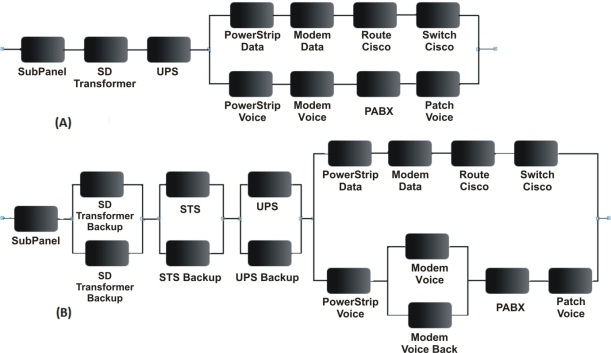 PowerStrip Data
Modem Data
Route Cisco
Switch Cisco
SubPanel
SD Transformer
UPS
PowerStrip Voice
Modem Voice
PABX
Patch Voice
(A)
PowerStrip Data
Modem Data
Route Cisco
Switch Cisco
SD Transformer Backup
STS
UPS
SubPanel
Modem Voice
SD Transformer Backup
STS Backup
UPS Backup
PowerStrip Voice
PABX
Patch Voice
(B)
Modem Voice Back